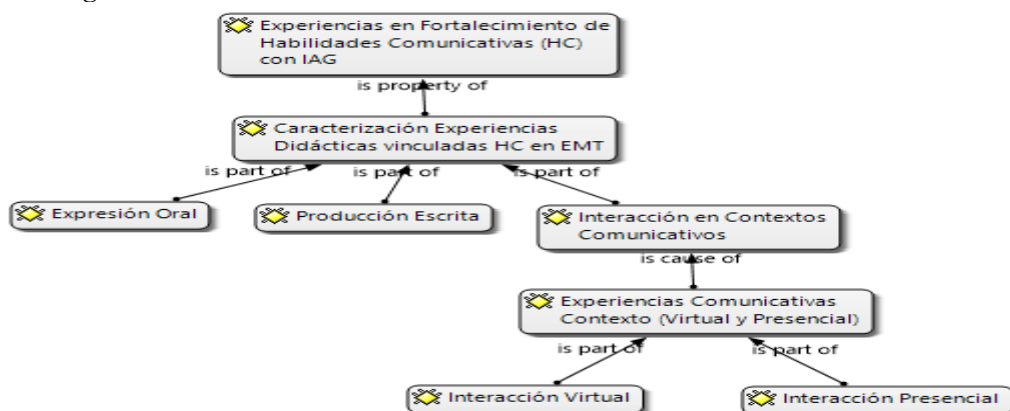 Experiencias en Fortalecimiento de
Habilidades Comunicativas (HC)
con IAG
is property of
Caracterización Experiencias
Didácticas vinculadas HC en EMT
is part of
is part of
is part of
Expresión Oral
Producción Escrita
Interacción en Contextos
Comunicativos
is cause of
Experiencias Comunicativas
Contexto (Virtual y Presencial)
is part of
is part of
Interacción Virtual
Interacción Presencial